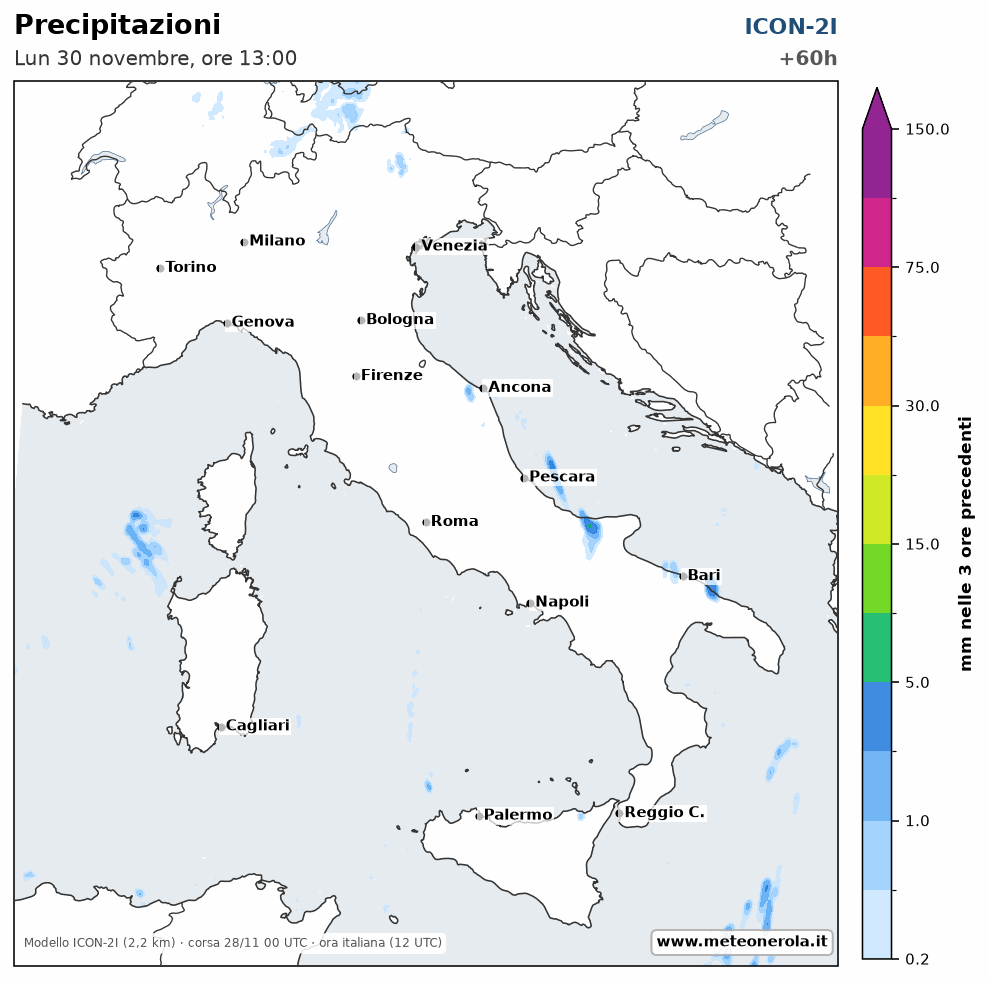 Precipitazioni
ICON-2I
Lun 30 novembre, ore 13:00
+60h
Milano
Venezia
Torino
Genova
Bologna
Firenze
Ancona
Pescara
Roma
Bari
Napoli
Cagliari
Palermo
Reggio C.
150.0
75.0
30.0
15.0
5.0
1.0
0.2
mm nelle 3 ore precedenti
Modello ICON-2I (2,2 km) · corsa 28/11 00 UTC · ora italiana (12 UTC)
www.meteonerola.it